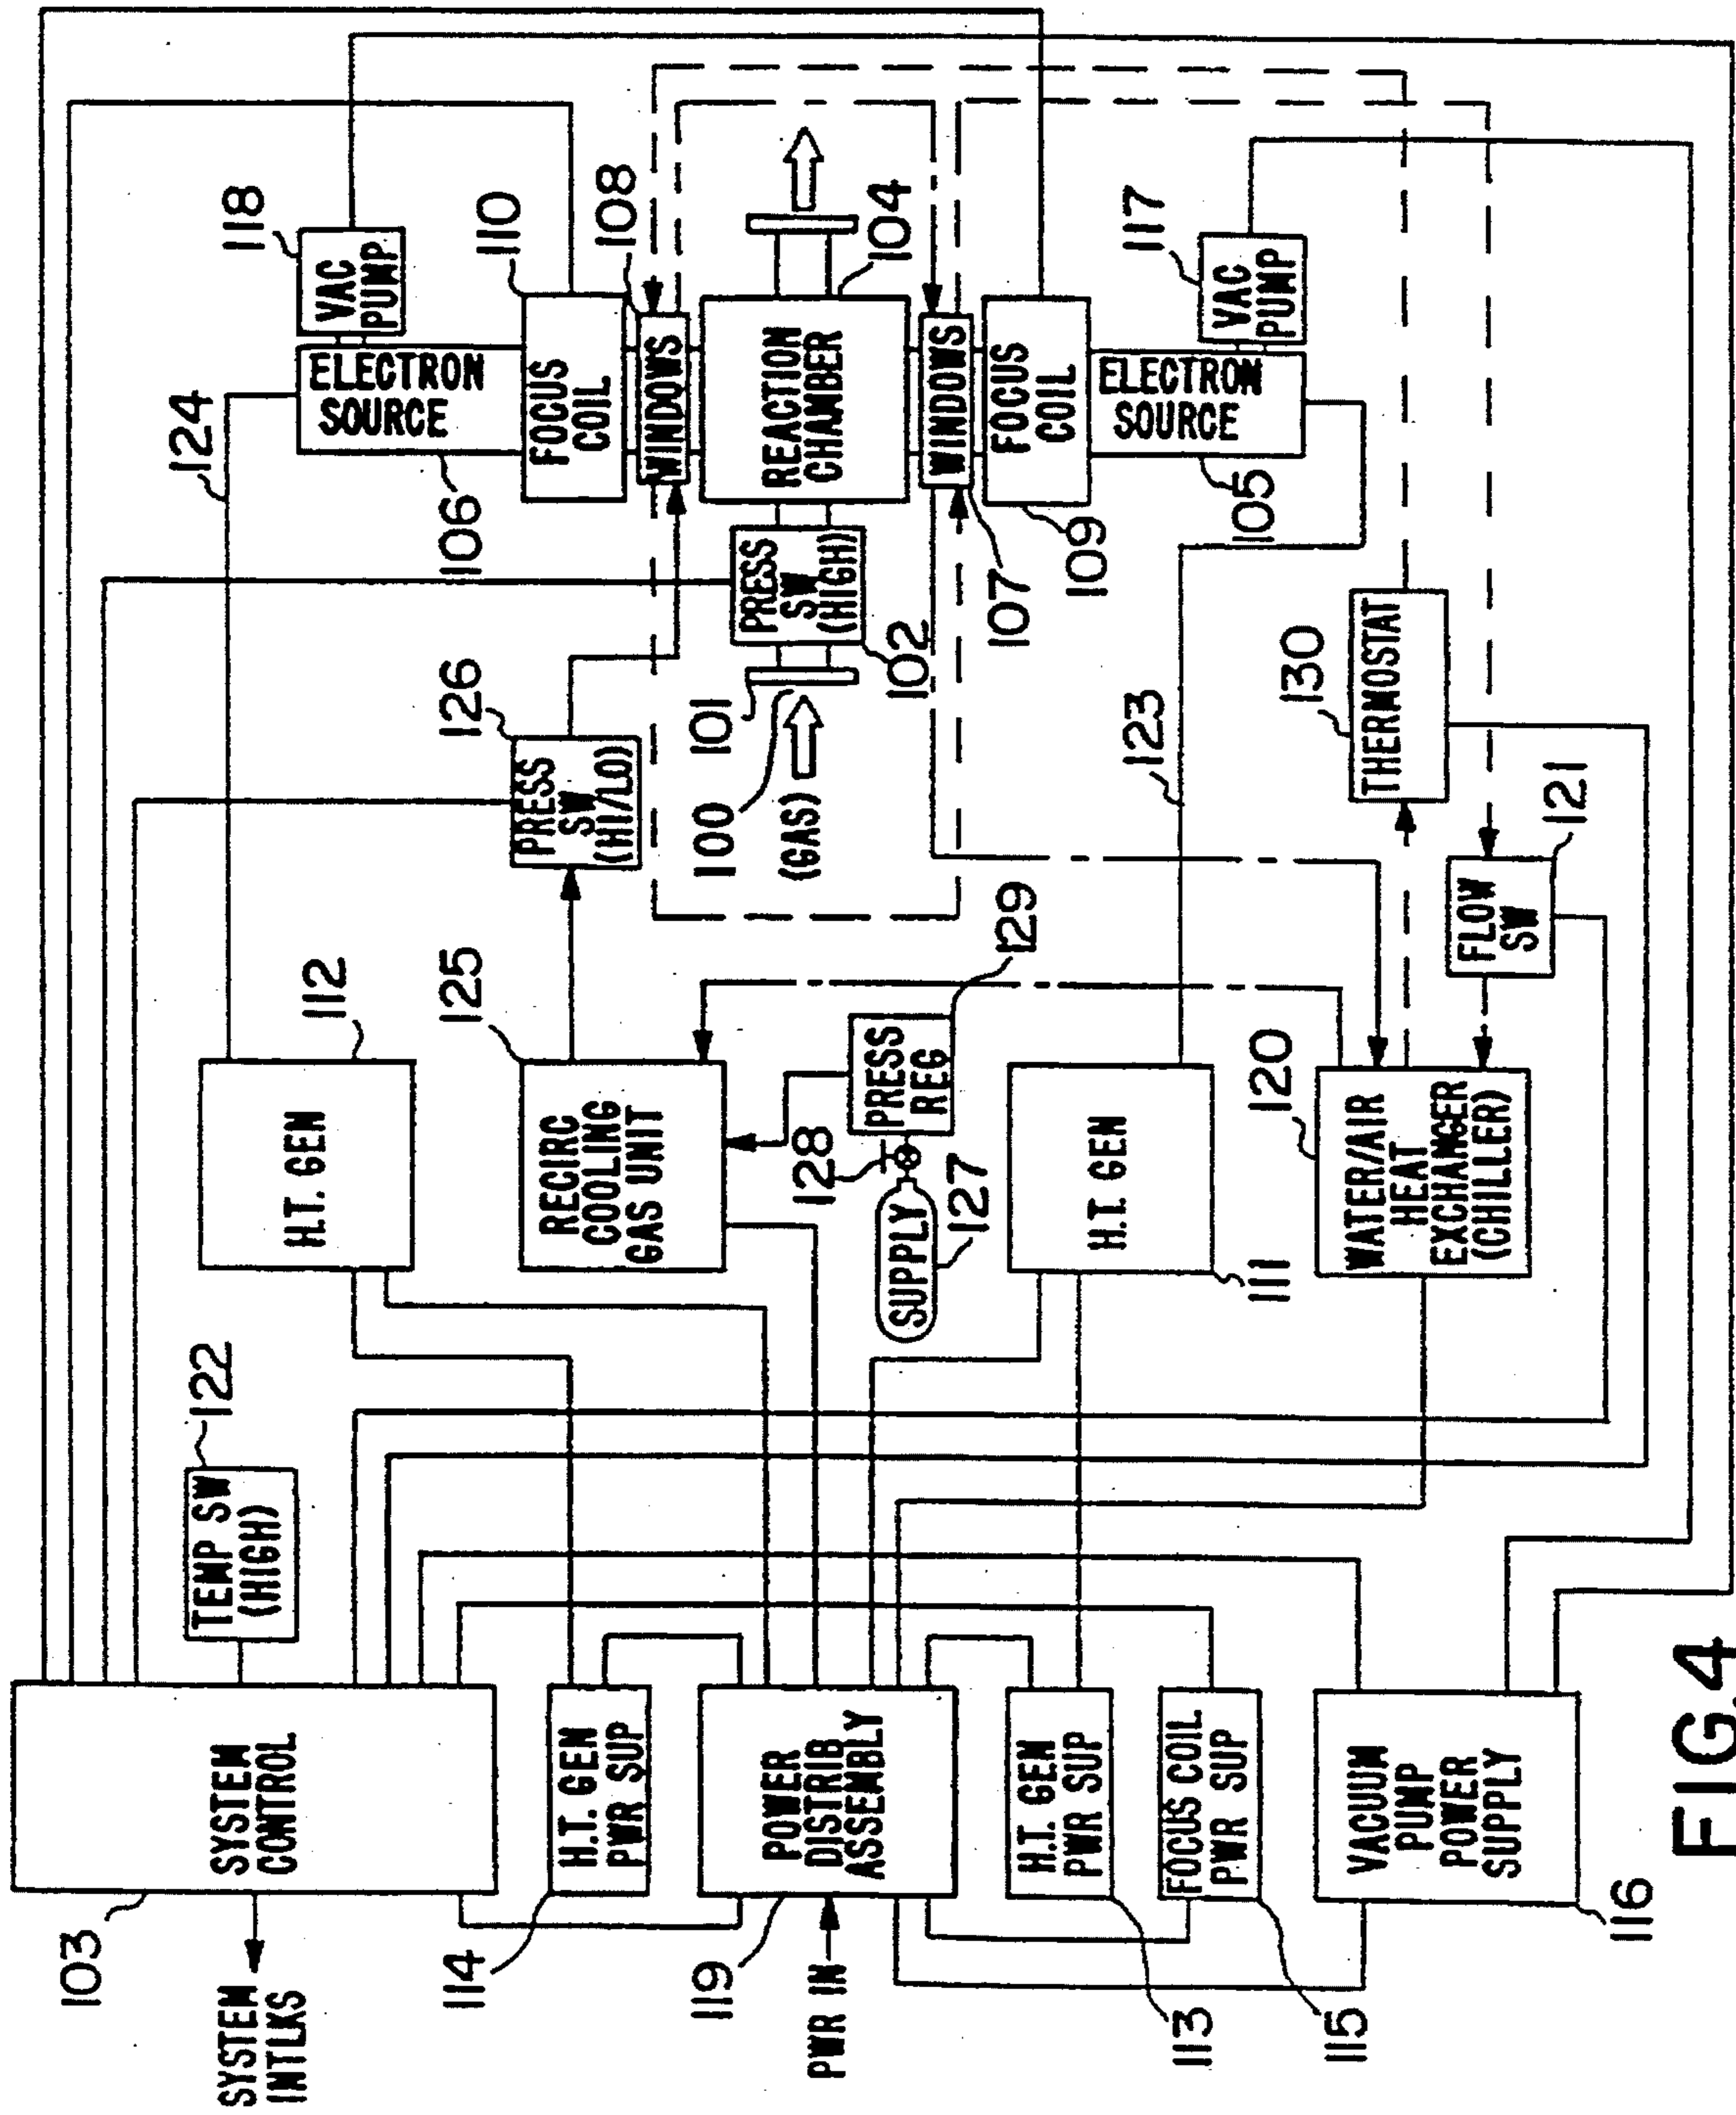 103
SYSTEM
INTLKS
SYSTEM
CONTROL
TEMP SW
(HIGH)
122
114
H.T. GEN
PWR SUP
119
PWR IN
POWER
DISTRIB
ASSEMBLY
113
H.T. GEN
PWR SUP
115
FOCUS COIL
PWR SUP
116
VACUUM
PUMP
POWER
SUPPLY
H.T. GEN
112
RECIRC
COOLING
GAS UNIT
125
SUPPLY
127
128
PRESS
REG
129
H.T. GEN
111
WATER/AIR
HEAT
EXCHANGER
(CHILLER)
120
FLOW
SW
121
THERMOSTAT
130
123
124
PRESS
SW
(HI/LO)
126
100
(GAS)
101
PRESS
SW
(HIGH)
102
REACTION
CHAMBER
104
ELECTRON
SOURCE
106
VAC
PUMP
118
FOCUS
COIL
110
WINDOWS
108
WINDOWS
107
FOCUS
COIL
109
ELECTRON
SOURCE
105
VAC
PUMP
117
FIG.4